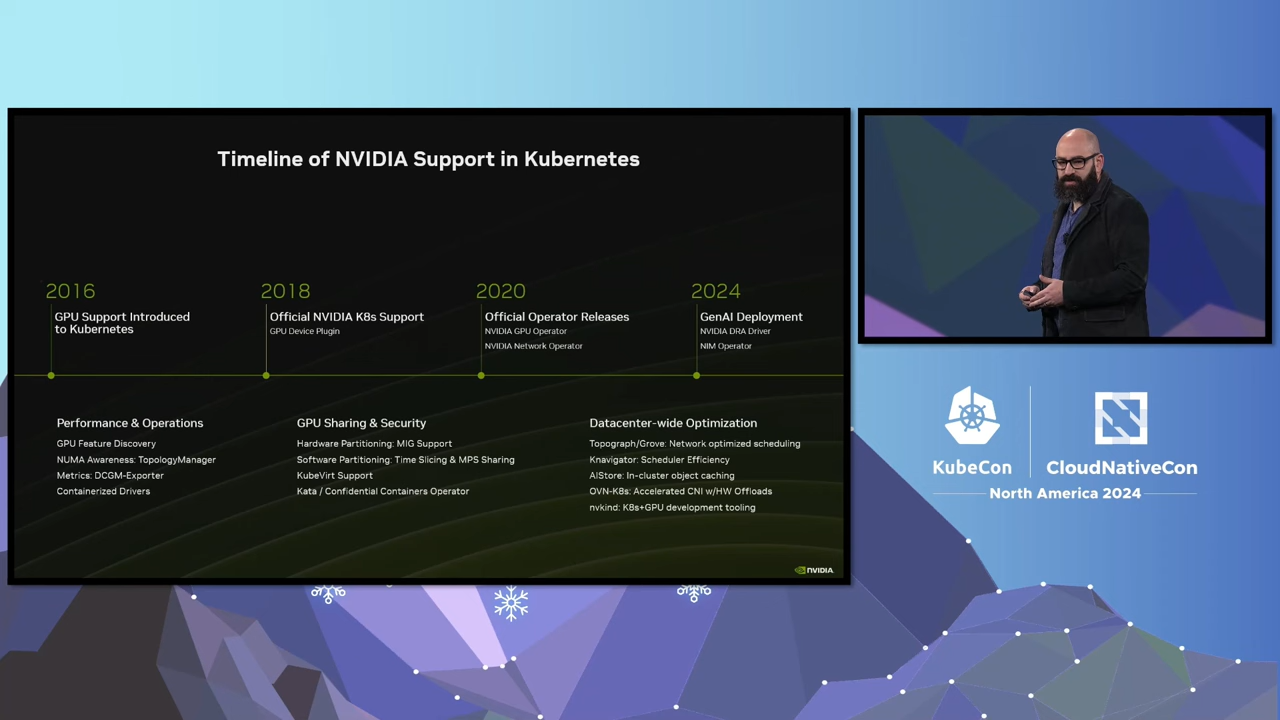 Timeline of NVIDIA Support in Kubernetes
2016
GPU Support Introduced
to Kubernetes
2018
Official NVIDIA K8s Support
GPU Device Plugin
2020
Official Operator Releases
NVIDIA GPU Operator
NVIDIA Network Operator
2024
GenAI Deployment
NVIDIA DRA Driver
NIM Operator
Performance & Operations
GPU Feature Discovery
NUMA Awareness: TopologyManager
Metrics: DCGM-Exporter
Containerized Drivers
GPU Sharing & Security
Hardware Partitioning: MIG Support
Software Partitioning: Time Slicing & MPS Sharing
KubeVirt Support
Kata / Confidential Containers Operator
Datacenter-wide Optimization
Topograph/Grove: Network optimized scheduling
Knavigator: Scheduler Efficiency
AIStore: In-cluster object caching
OVN-K8s: Accelerated CNI w/HW Offloads
nvkind: K8s+GPU development tooling
NVIDIA
KubeCon
CloudNativeCon
North America 2024